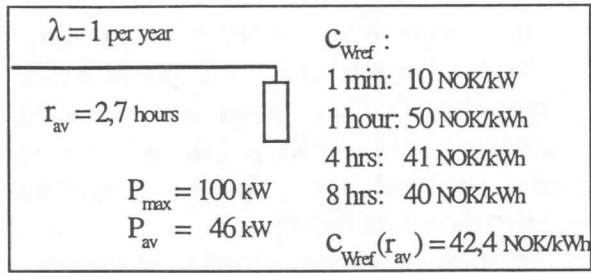 λ = 1 per year
r_av = 2,7 hours
P_max = 100 kW
P_av = 46 kW
C_Wref :
1 min: 10 NOK/kW
1 hour: 50 NOK/kWh
4 hrs: 41 NOK/kWh
8 hrs: 40 NOK/kWh
C_Wref(r_av) = 42,4 NOK/kWh